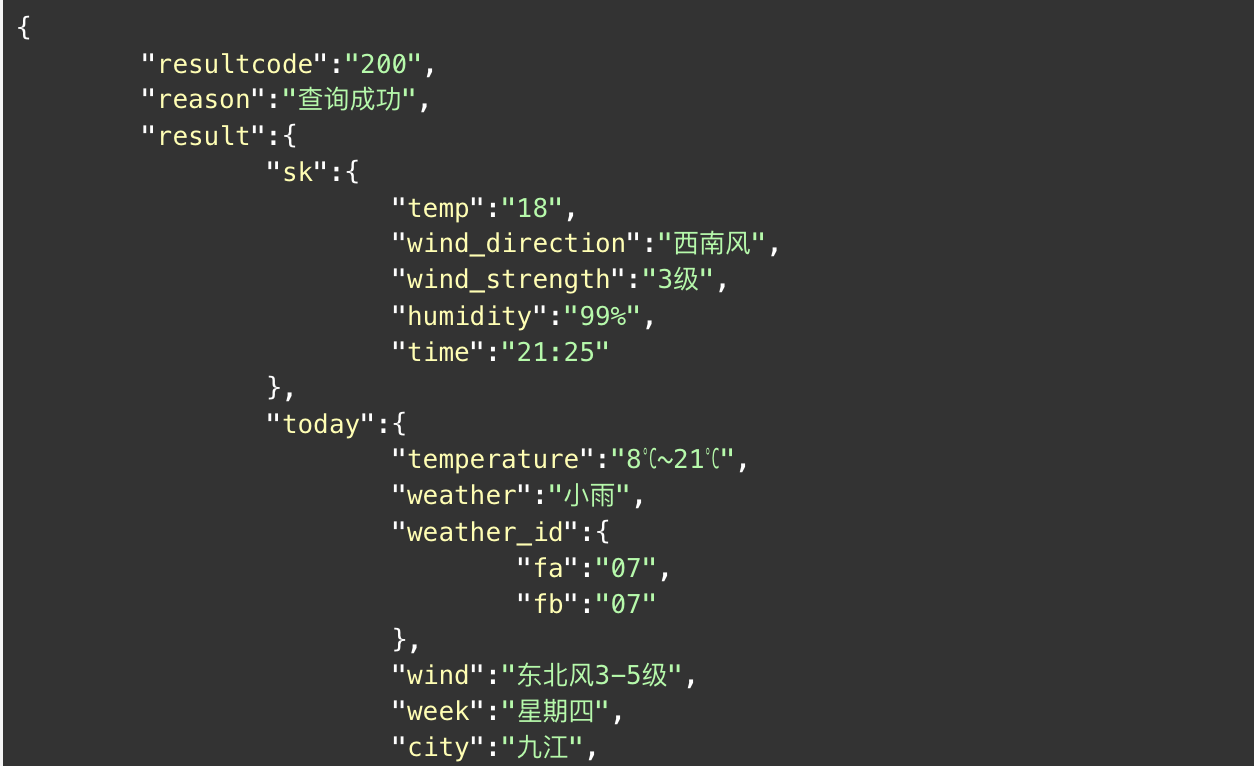 {
"resultcode":"200",
"reason":"查询成功",
"result":{
"sk":{
"temp":"18",
"wind_direction":"西南风",
"wind_strength":"3级",
"humidity":"99%",
"time":"21:25"
},
"today":{
"temperature":"8℃~21℃",
"weather":"小雨",
"weather_id":{
"fa":"07",
"fb":"07"
},
"wind":"东北风3-5级",
"week":"星期四",
"city":"九江",